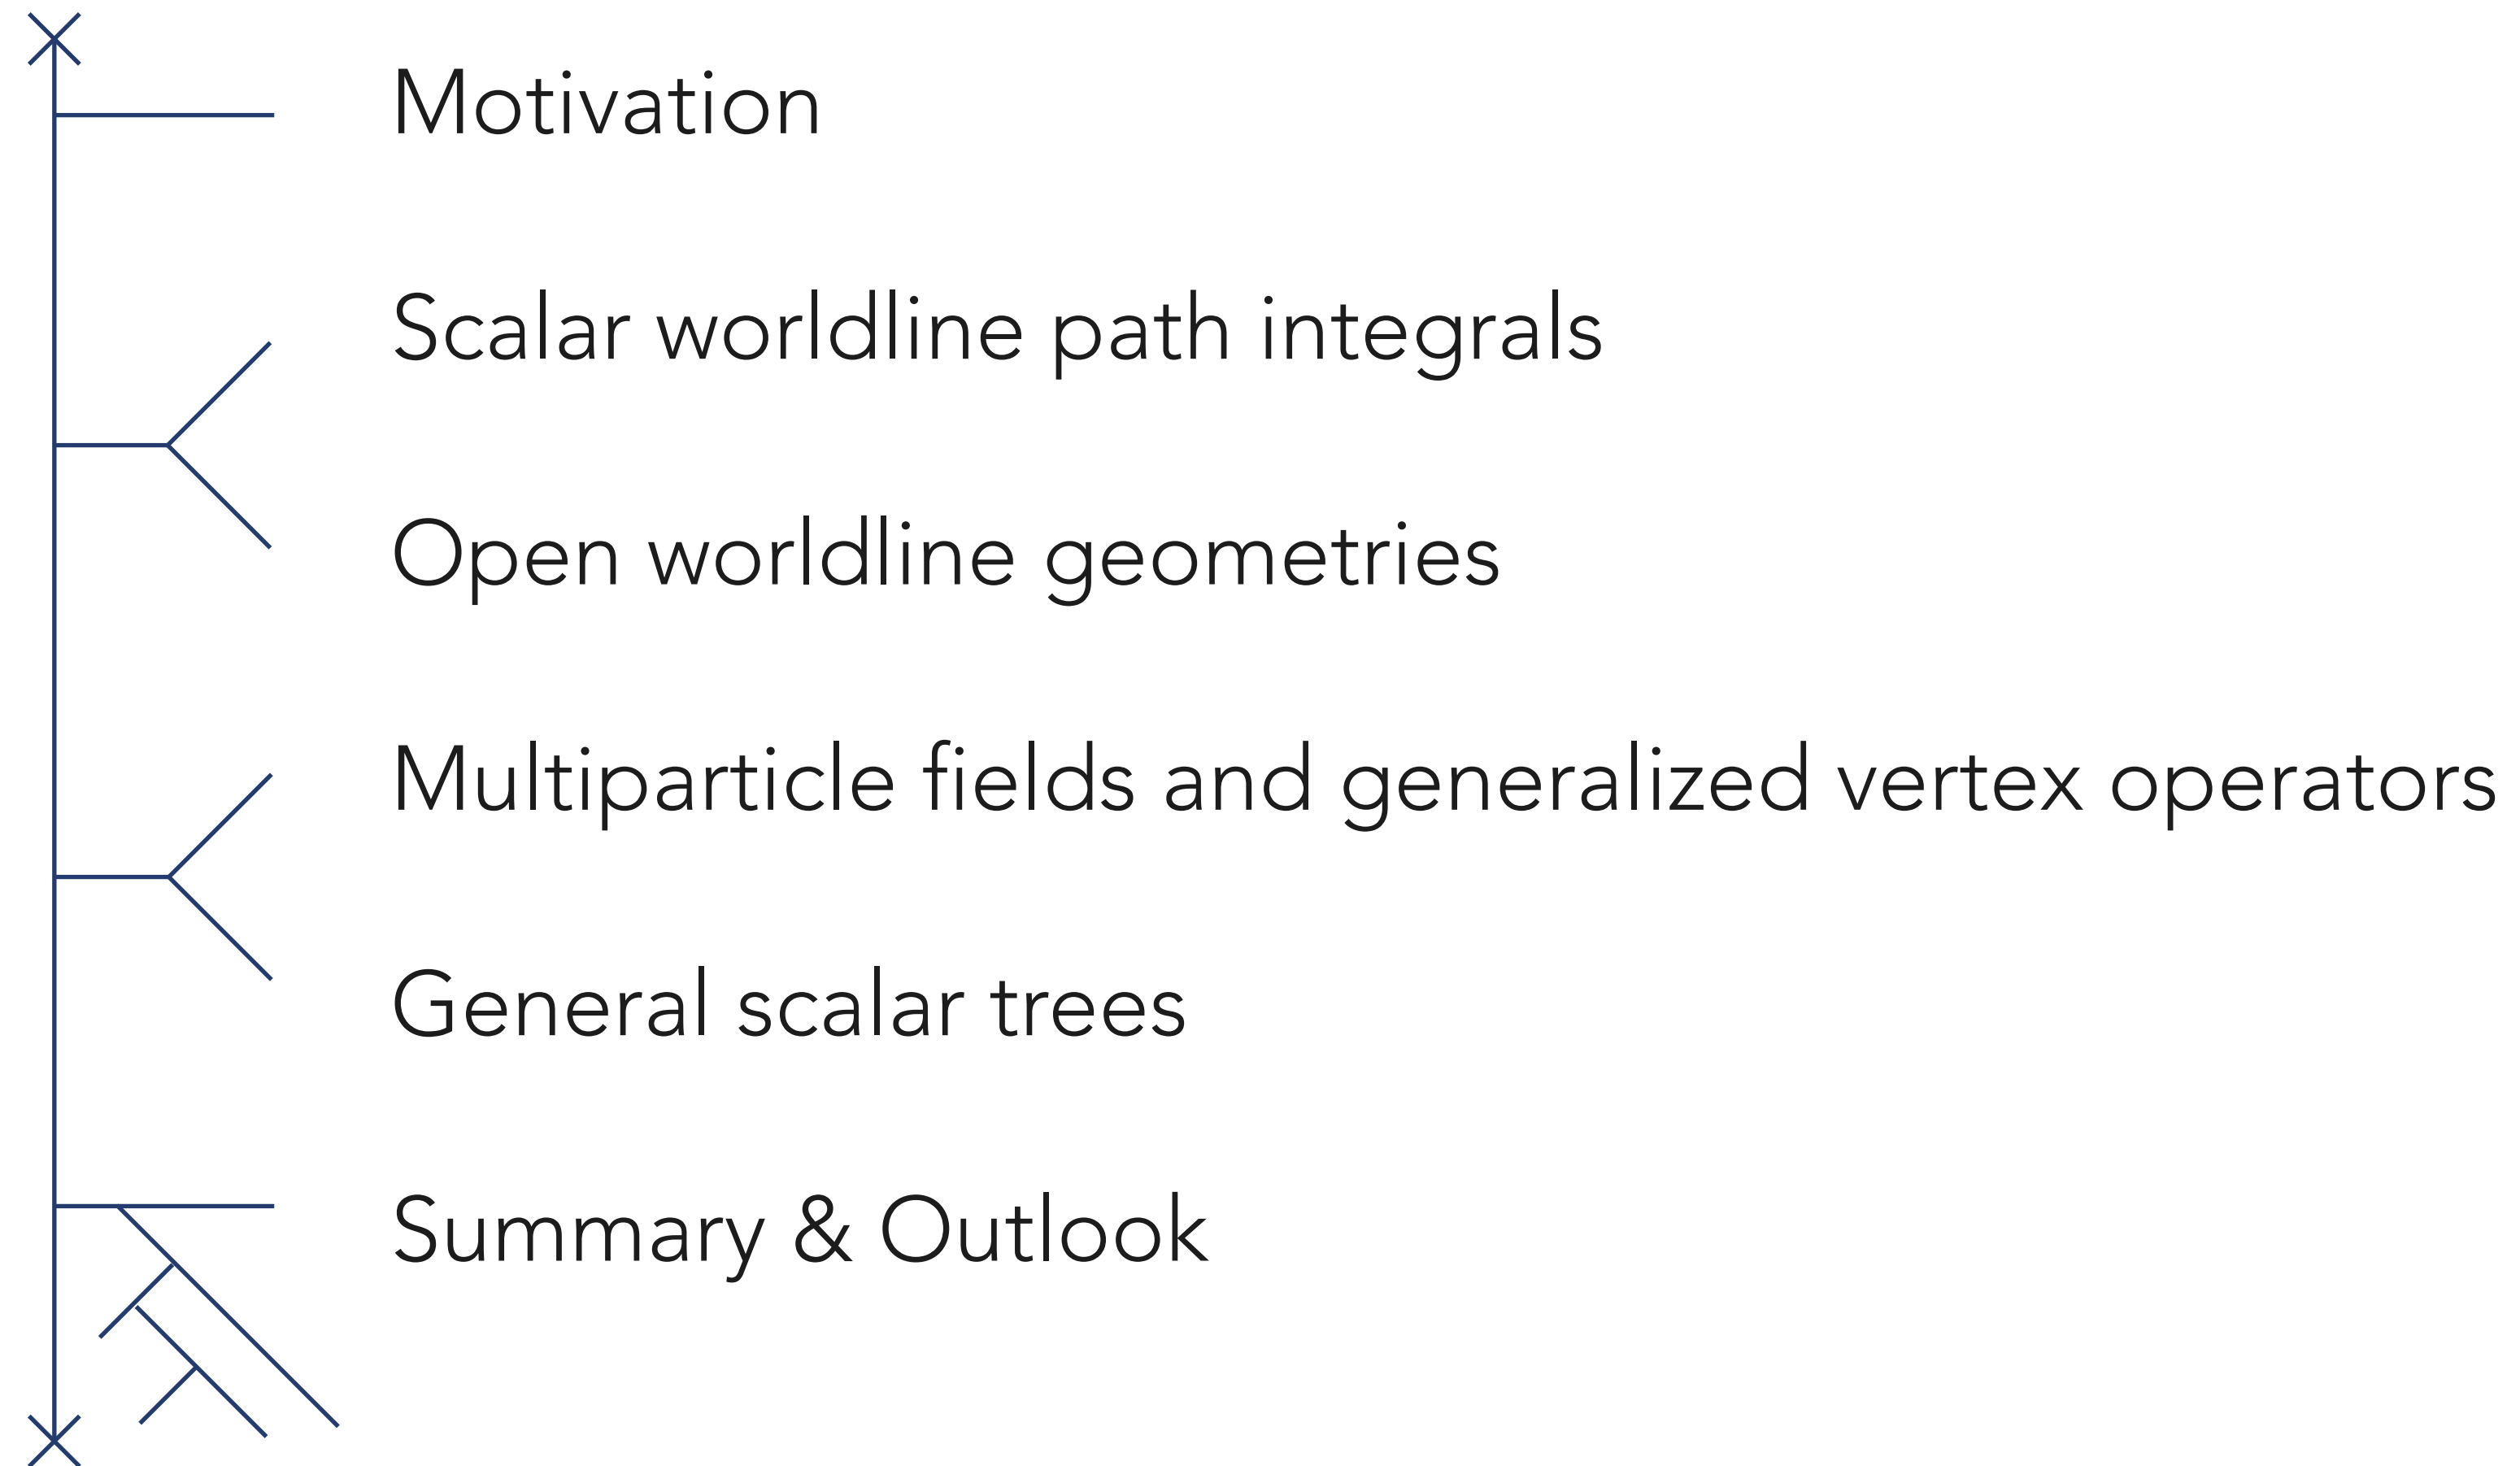 Motivation
Scalar worldline path integrals
Open worldline geometries
Multiparticle fields and generalized vertex operators
General scalar trees
Summary & Outlook